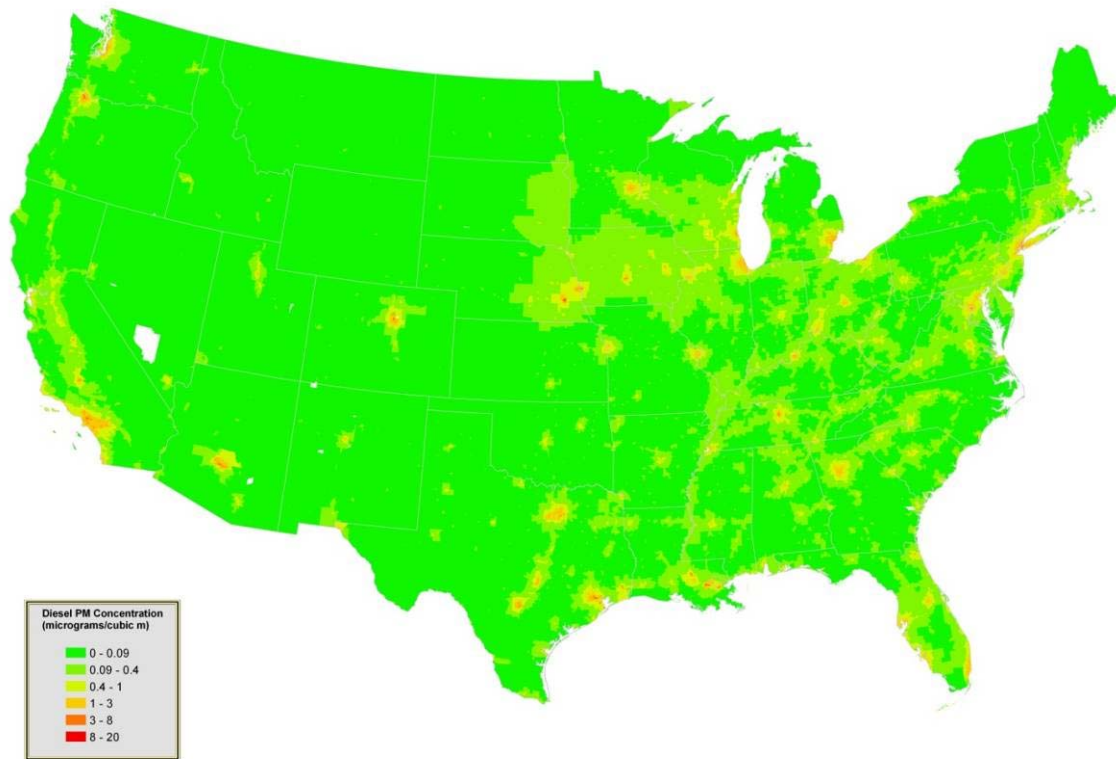 Diesel PM Concentration
(micrograms/cubic m)
0 - 0.09
0.09 - 0.4
0.4 - 1
1 - 3
3 - 8
8 - 20